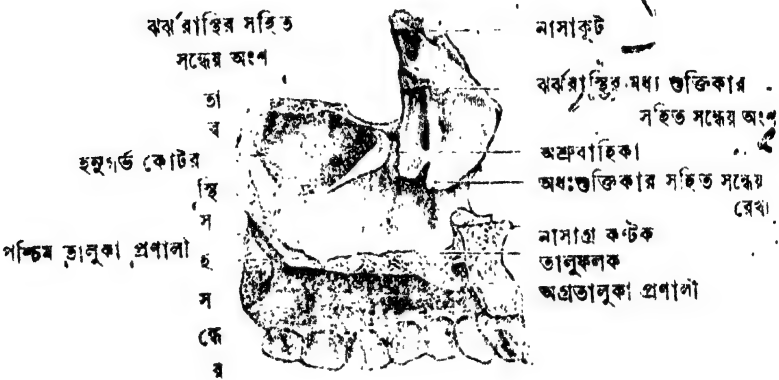 ঝর্ঝরাস্থির সহিত
সন্ধেয় অংশ
তা
ব
স্থি
স
হ
স
ন্ধে
র
হনুগর্ভ কোটর
পশ্চিম তালুকা প্রণালী
নাসাকূট
ঝর্ঝরাস্থির মধ্য শুক্তিকার
সহিত সন্ধেয় অংশ
অশ্রুবাহিকা
অধঃশুক্তিকার সহিত সন্ধেয়
রেখা
নাসাগ্র কণ্টক
তালুফলক
অগ্রতালুকা প্রণালী